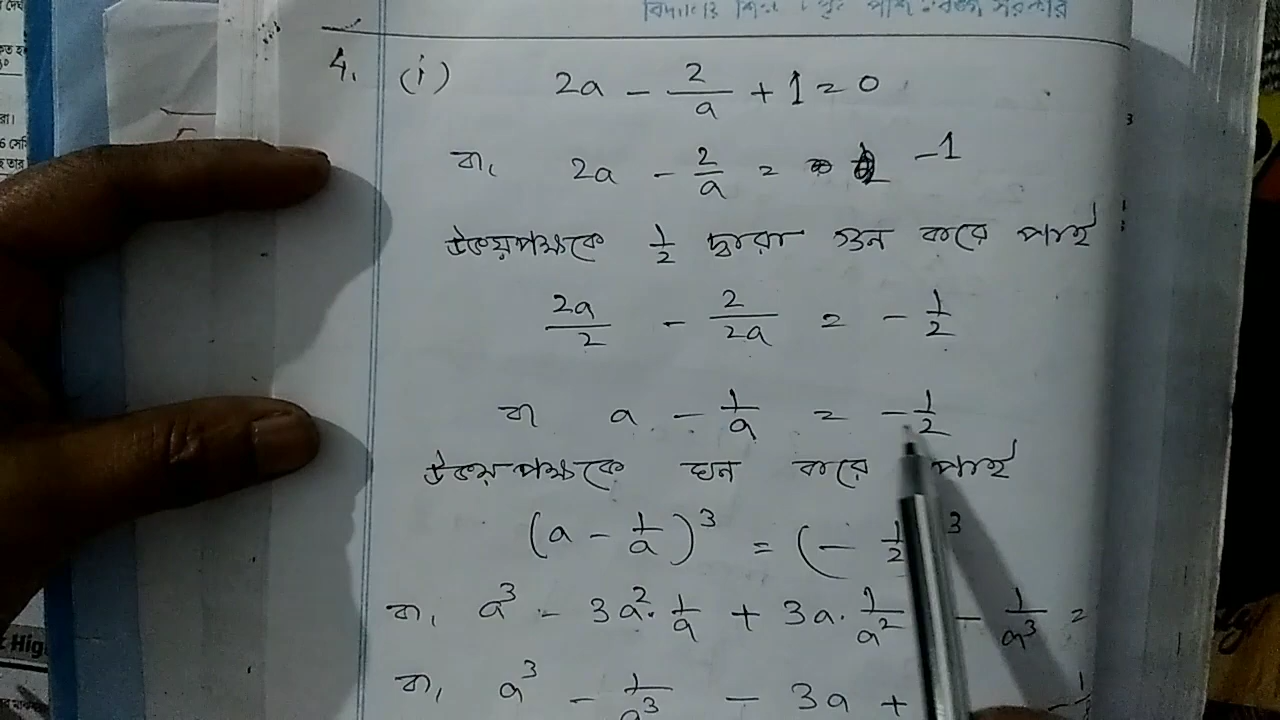 4. (i) 2a - 2/a + 1 = 0
বা, 2a - 2/a = -1
উভয়পক্ষকে 1/2 দ্বারা গুন করে পাই
2a/2 - 2/2a = - 1/2
বা a - 1/a = - 1/2
উভয়পক্ষকে ঘন করে পাই
(a - 1/a)³ = (- 1/2 ³
বা, a³ - 3a²· 1/a + 3a· 1/a² - 1/a³ =
বা, a³ - 1/a³ - 3a +